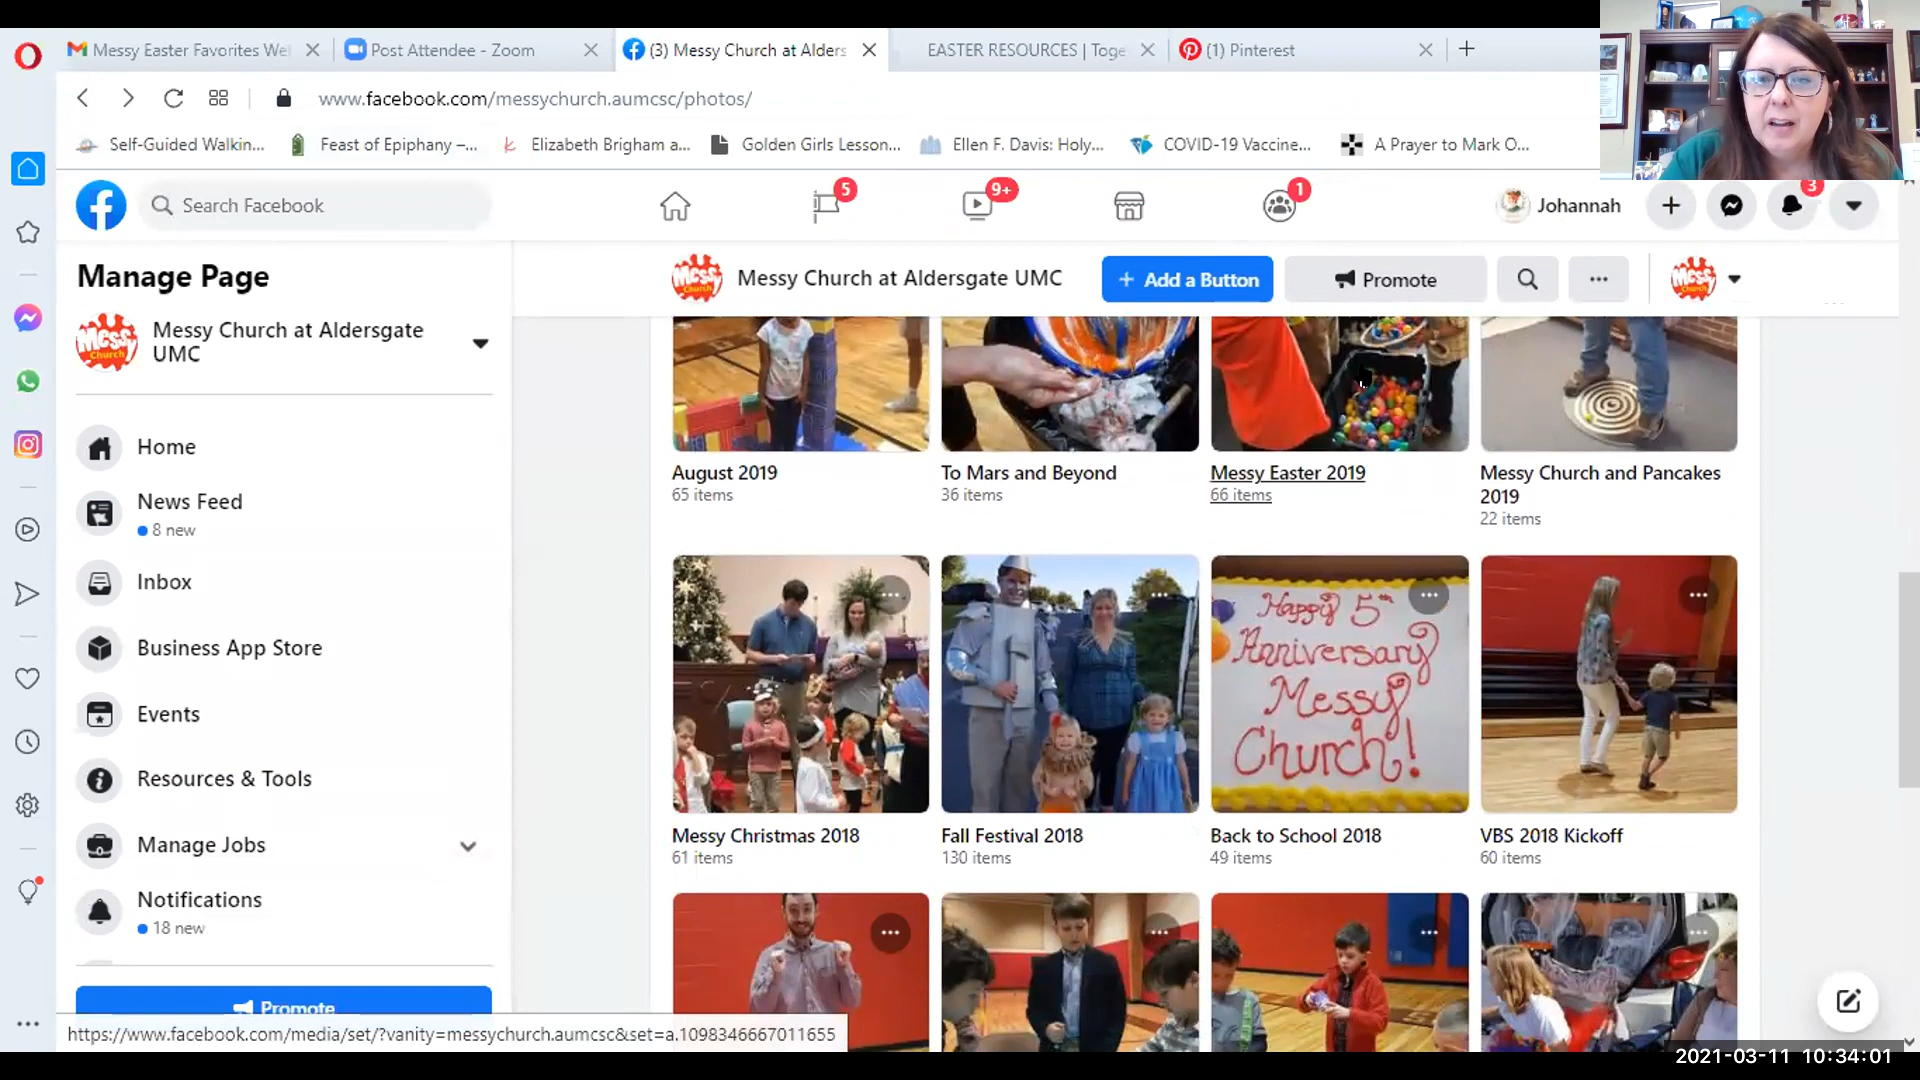 Messy Easter Favorites We
Post Attendee - Zoom
(3) Messy Church at Alders
EASTER RESOURCES | Toge
(1) Pinterest
www.facebook.com/messychurch.aumcsc/photos/
Self-Guided Walkin...
Feast of Epiphany –...
Elizabeth Brigham a...
Golden Girls Lesson...
Ellen F. Davis: Holy...
COVID-19 Vaccine...
A Prayer to Mark O...
Search Facebook
5
9+
1
Johannah
3
Manage Page
Messy Church at Aldersgate UMC
Add a Button
Promote
Messy Church
Messy Church
Messy Church
Messy Church at Aldersgate
UMC
Home
News Feed
8 new
Inbox
Business App Store
Events
Resources & Tools
Manage Jobs
Notifications
18 new
Promote
August 2019
65 items
To Mars and Beyond
36 items
Messy Easter 2019
66 items
Messy Church and Pancakes
2019
22 items
Happy 5th
Anniversary
Messy
Church!
Messy Christmas 2018
61 items
Fall Festival 2018
130 items
Back to School 2018
49 items
VBS 2018 Kickoff
60 items
https://www.facebook.com/media/set/?vanity=messychurch.aumcsc&set=a.1098346667011655
2021-03-11 10:34:01